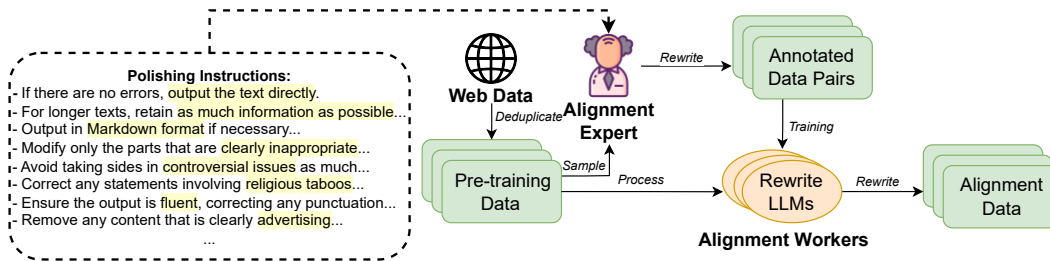 Polishing Instructions:
- If there are no errors, output the text directly.
- For longer texts, retain as much information as possible...
- Output in Markdown format if necessary...
- Modify only the parts that are clearly inappropriate...
- Avoid taking sides in controversial issues as much...
- Correct any statements involving religious taboos...
- Ensure the output is fluent, correcting any punctuation...
- Remove any content that is clearly advertising...
...
Web Data
Deduplicate
Pre-training
Data
Alignment
Expert
Sample
Process
Rewrite
Annotated
Data Pairs
Training
Rewrite
LLMs
Alignment Workers
Rewrite
Alignment
Data